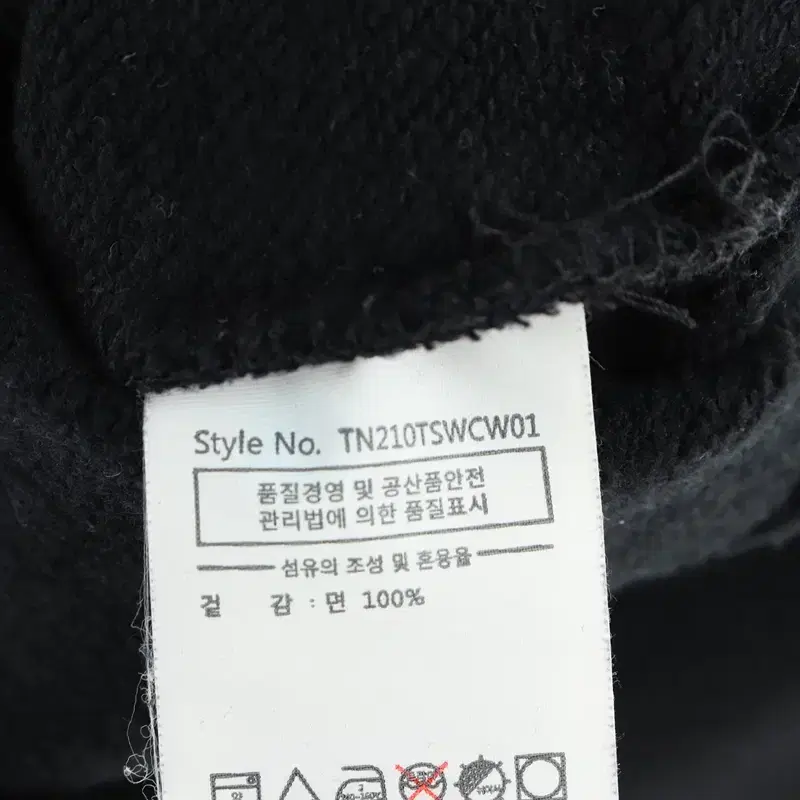 Style No. TN210TSWCW01
품질경영 및 공산품안전
관리법에 의한 품질표시
섬유의 조성 및 혼용율
겉 감 : 면 100%